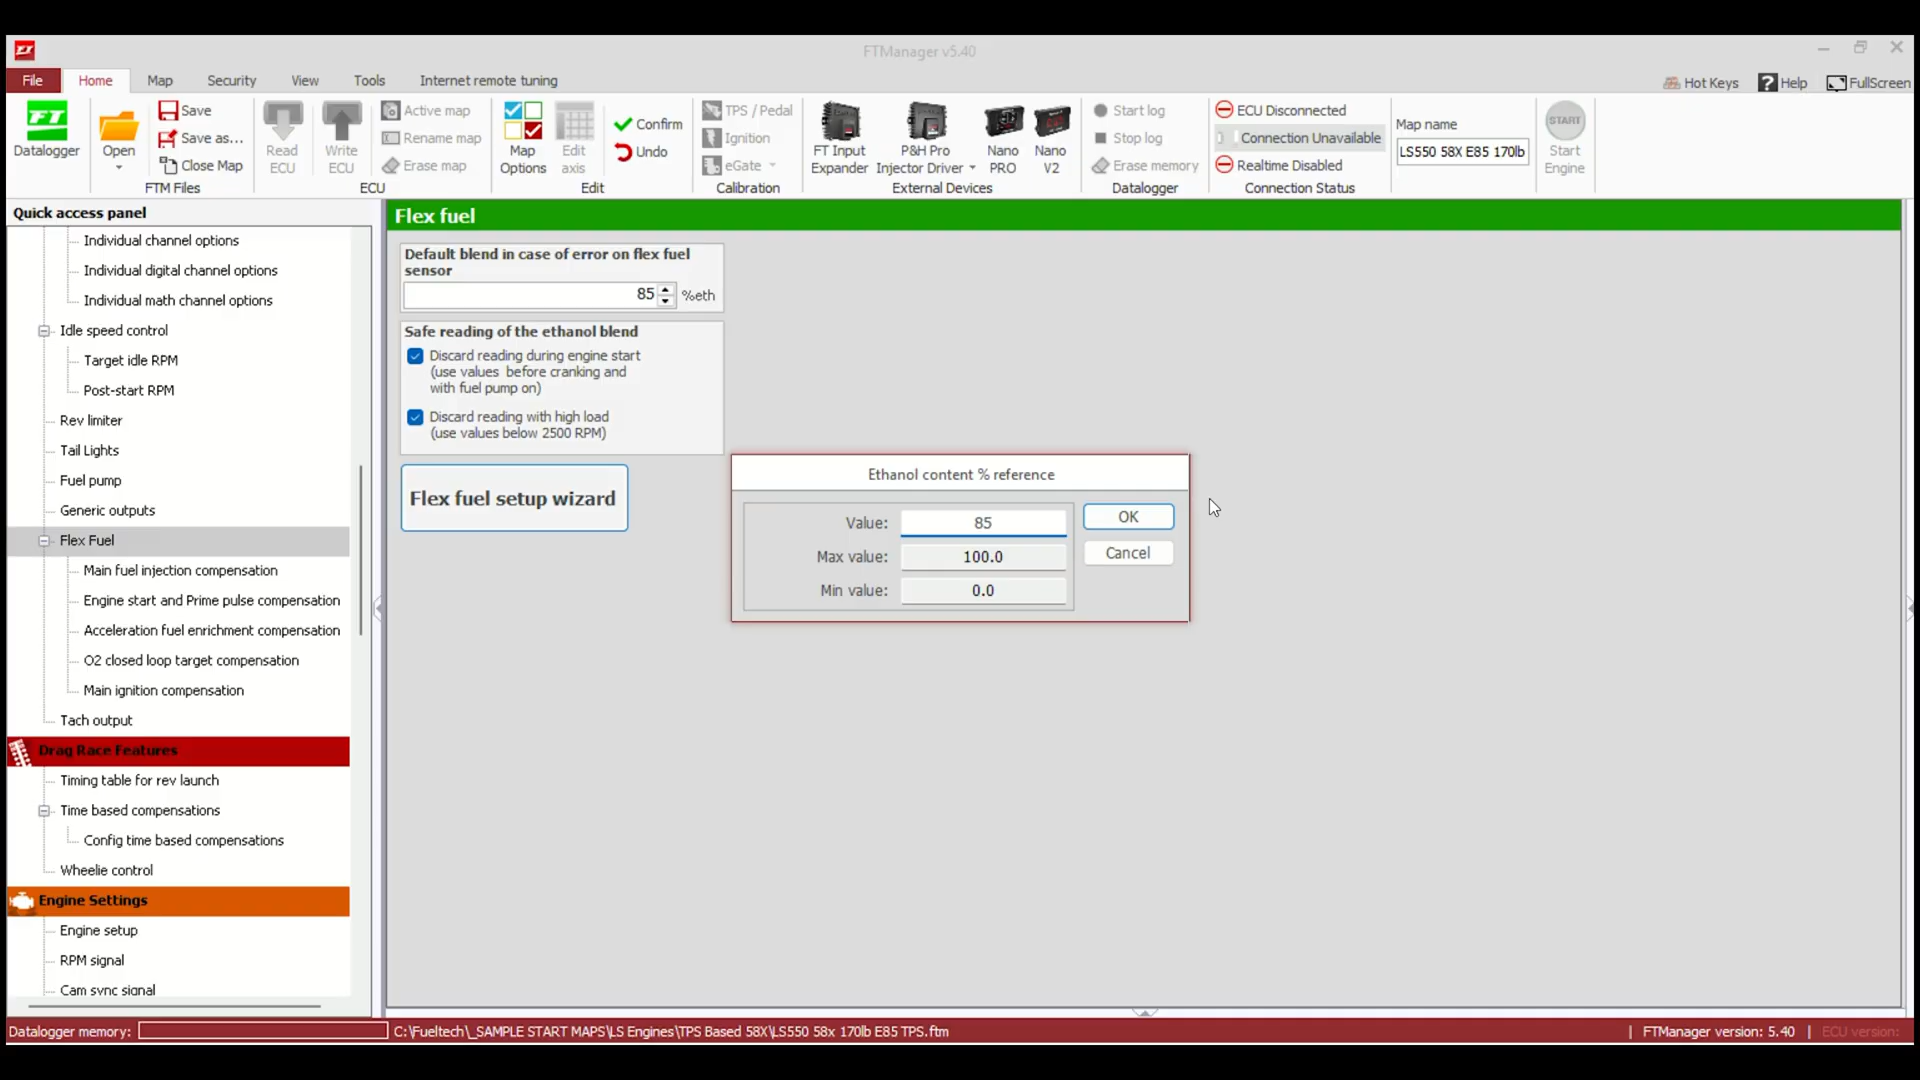 FTManager v5.40
File
Home
Map
Security
View
Tools
Internet remote tuning
Hot Keys
Help
FullScreen
Datalogger
Open
Save
Save as...
Close Map
FTM Files
Read
ECU
Write
ECU
Active map
Rename map
Erase map
ECU
Map
Options
Edit
axis
Confirm
Undo
Edit
TPS / Pedal
Ignition
eGate
Calibration
FT Input
Expander
P&H Pro
Injector Driver
Nano
PRO
Nano
V2
External Devices
Start log
Stop log
Erase memory
Datalogger
ECU Disconnected
Connection Unavailable
Realtime Disabled
Connection Status
Map name
LS550 58X E85 170lb
START
Start
Engine
Quick access panel
Individual channel options
Individual digital channel options
Individual math channel options
Idle speed control
Target idle RPM
Post-start RPM
Rev limiter
Tail Lights
Fuel pump
Generic outputs
Flex Fuel
Main fuel injection compensation
Engine start and Prime pulse compensation
Acceleration fuel enrichment compensation
O2 closed loop target compensation
Main ignition compensation
Tach output
Drag Race Features
Timing table for rev launch
Time based compensations
Config time based compensations
Wheelie control
Engine Settings
Engine setup
RPM signal
Cam sync signal
Flex fuel
Default blend in case of error on flex fuel
sensor
85 %eth
Safe reading of the ethanol blend
Discard reading during engine start
(use values before cranking and
with fuel pump on)
Discard reading with high load
(use values below 2500 RPM)
Flex fuel setup wizard
Ethanol content % reference
Value: 85
Max value: 100.0
Min value: 0.0
OK
Cancel
Datalogger memory:
C:\Fueltech\_SAMPLE START MAPS\LS Engines\TPS Based 58X\LS550 58x 170lb E85 TPS.ftm
| FTManager version: 5.40 | ECU version: